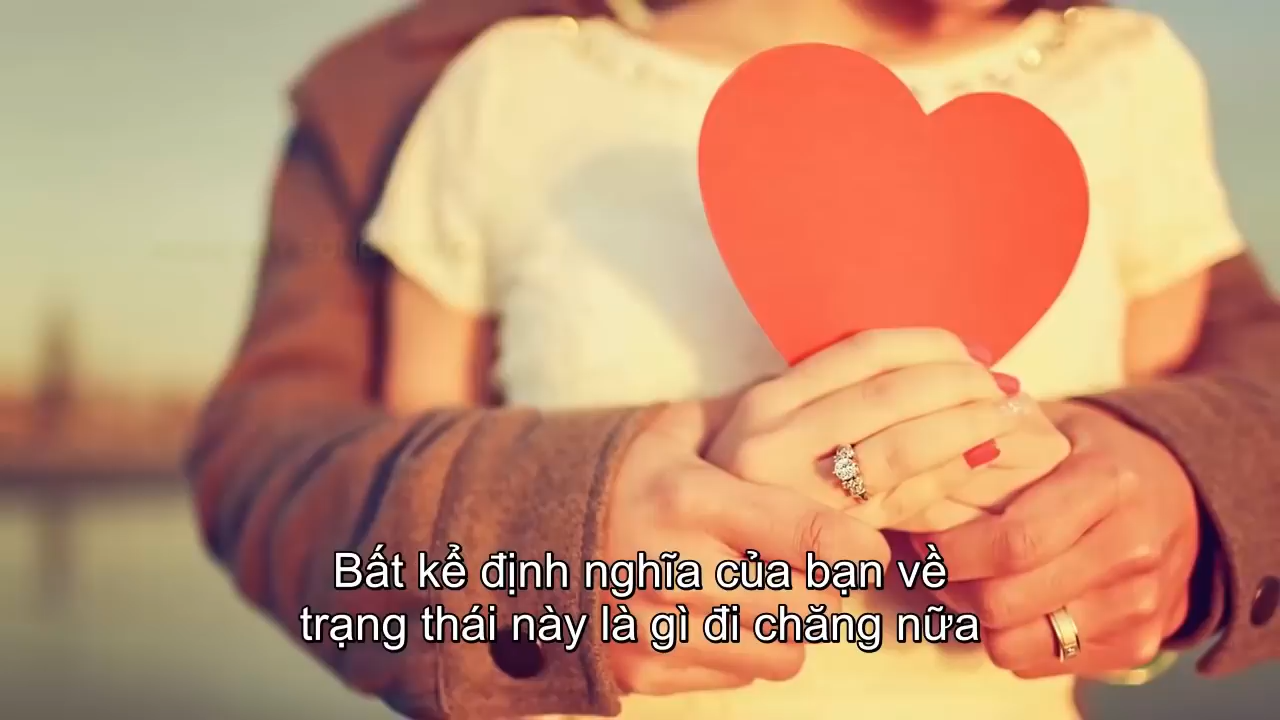 Bất kể định nghĩa của bạn về
trạng thái này là gì đi chăng nữa